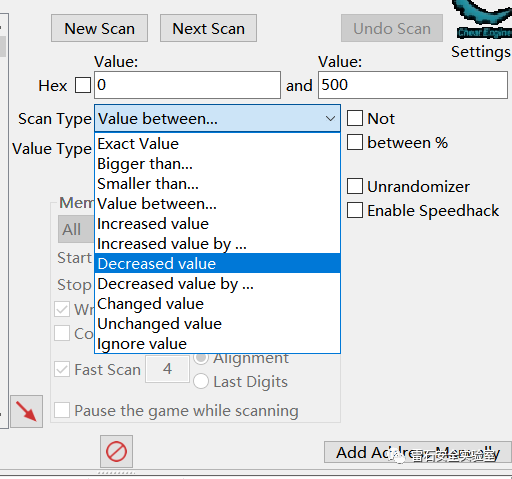 New Scan Next Scan Undo Scan
Cheat Engine
Settings
Value: Value:
Hex 0 and 500
Scan Type Value between... Not
Value Type between %
Exact Value
Bigger than...
Smaller than...
Value between...
Unrandomizer
Increased value
Enable Speedhack
Increased value by ...
Mem
All
Decreased value
Start
Decreased value by ...
Stop
Changed value
Wr
Unchanged value
Co
Ignore value
Fast Scan 4 Alignment
Last Digits
Pause the game while scanning
Add Address Manually
雷石安全实验室